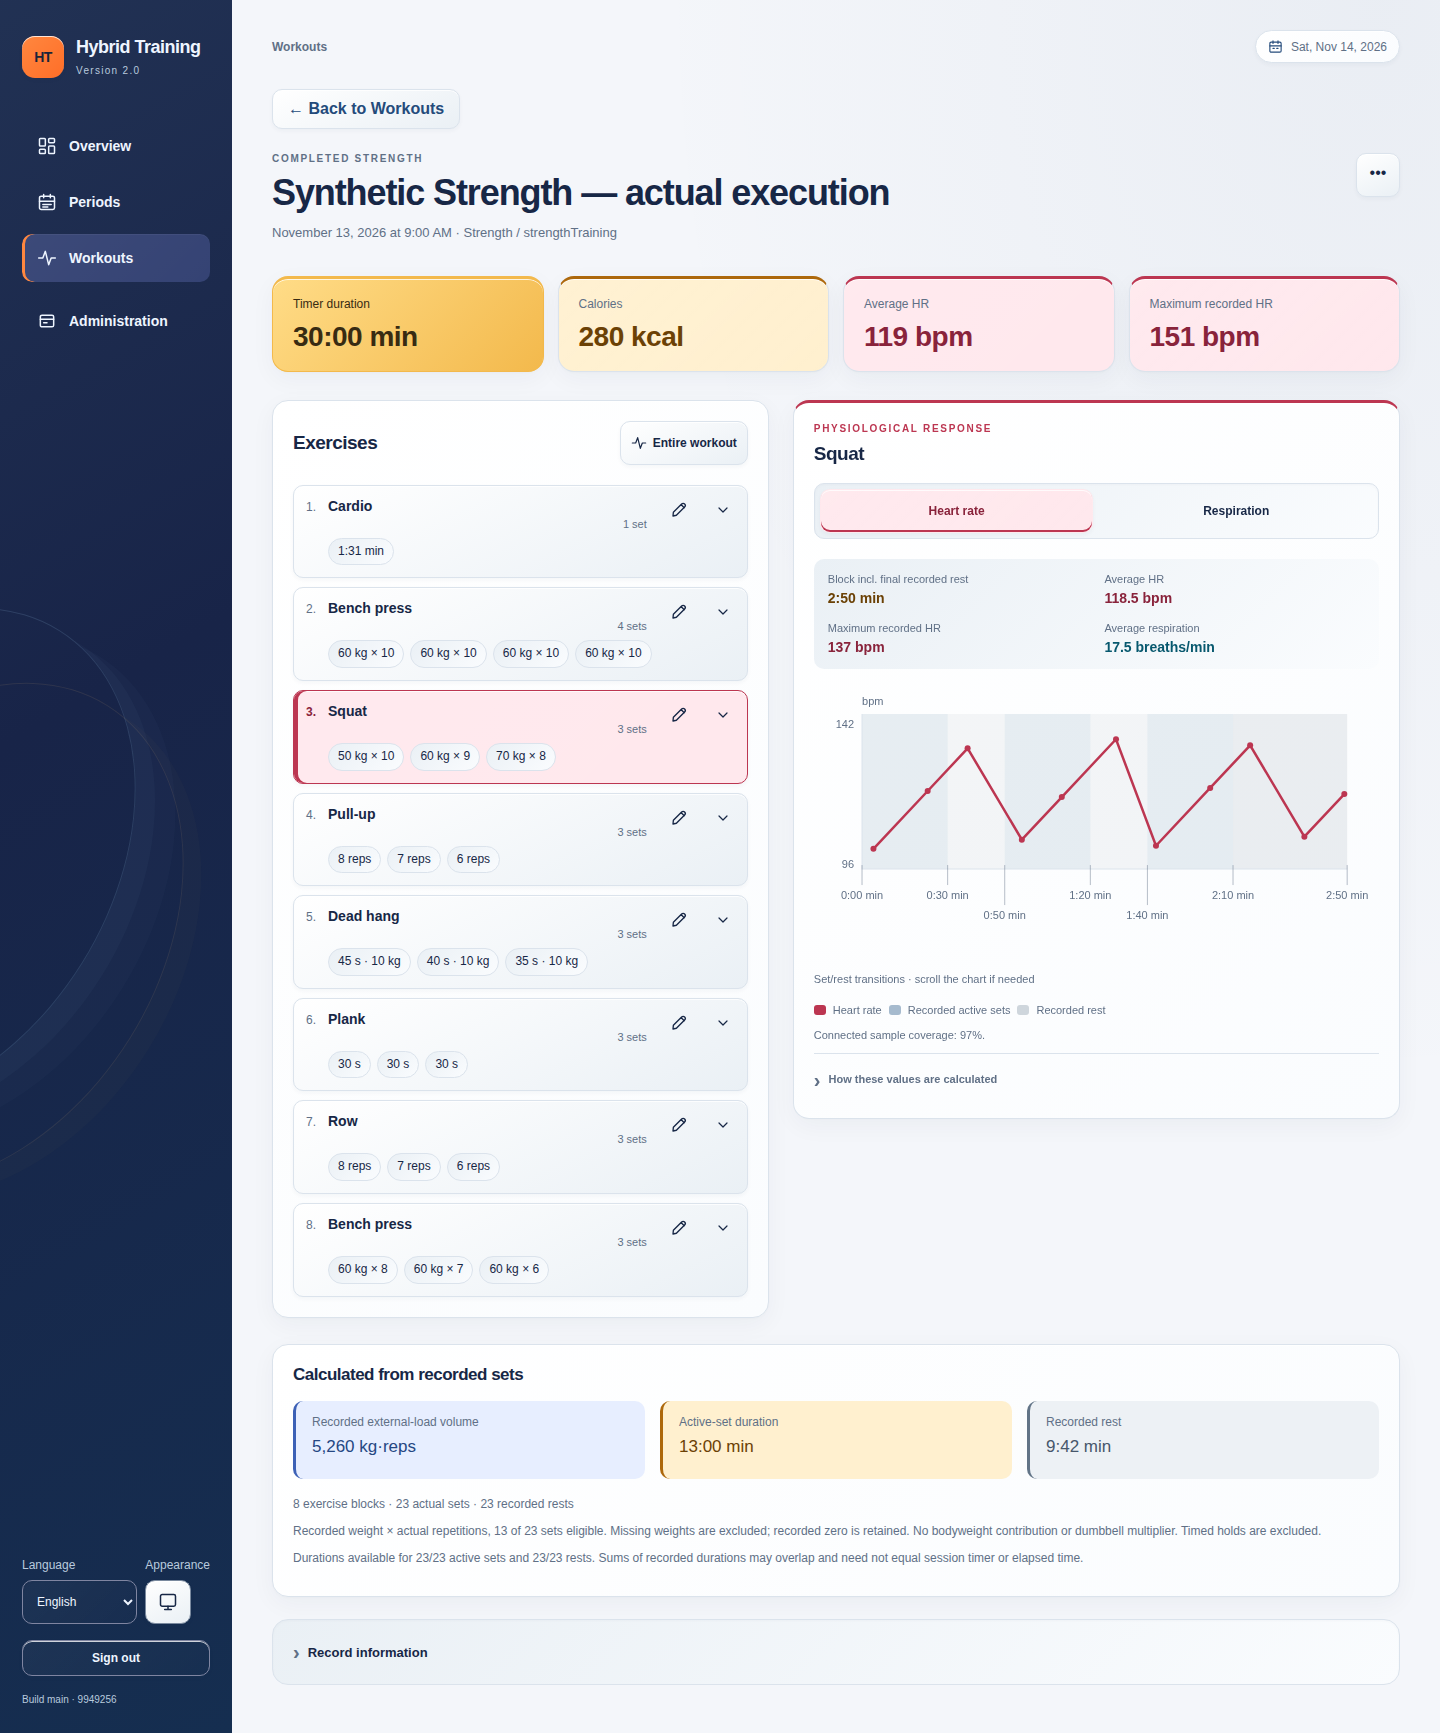 HT
Hybrid Training
Version 2.0
Overview
Periods
Workouts
Administration
Language
Appearance
English
Sign out
Build main · 9949256
Workouts
Sat, Nov 14, 2026
← Back to Workouts
COMPLETED STRENGTH
Synthetic Strength — actual execution
•••
November 13, 2026 at 9:00 AM · Strength / strengthTraining
Timer duration
30:00 min
Calories
280 kcal
Average HR
119 bpm
Maximum recorded HR
151 bpm
Exercises
Entire workout
1. Cardio
1 set
1:31 min
2. Bench press
4 sets
60 kg × 10 60 kg × 10 60 kg × 10 60 kg × 10
3. Squat
3 sets
50 kg × 10 60 kg × 9 70 kg × 8
4. Pull-up
3 sets
8 reps 7 reps 6 reps
5. Dead hang
3 sets
45 s · 10 kg 40 s · 10 kg 35 s · 10 kg
6. Plank
3 sets
30 s 30 s 30 s
7. Row
3 sets
8 reps 7 reps 6 reps
8. Bench press
3 sets
60 kg × 8 60 kg × 7 60 kg × 6
PHYSIOLOGICAL RESPONSE
Squat
Heart rate Respiration
Block incl. final recorded rest
2:50 min
Average HR
118.5 bpm
Maximum recorded HR
137 bpm
Average respiration
17.5 breaths/min
bpm
142
96
0:00 min 0:30 min 1:20 min 2:10 min 2:50 min
0:50 min 1:40 min
Set/rest transitions · scroll the chart if needed
Heart rate Recorded active sets Recorded rest
Connected sample coverage: 97%.
› How these values are calculated
Calculated from recorded sets
Recorded external-load volume
5,260 kg·reps
Active-set duration
13:00 min
Recorded rest
9:42 min
8 exercise blocks · 23 actual sets · 23 recorded rests
Recorded weight × actual repetitions, 13 of 23 sets eligible. Missing weights are excluded; recorded zero is retained. No bodyweight contribution or dumbbell multiplier. Timed holds are excluded.
Durations available for 23/23 active sets and 23/23 rests. Sums of recorded durations may overlap and need not equal session timer or elapsed time.
› Record information